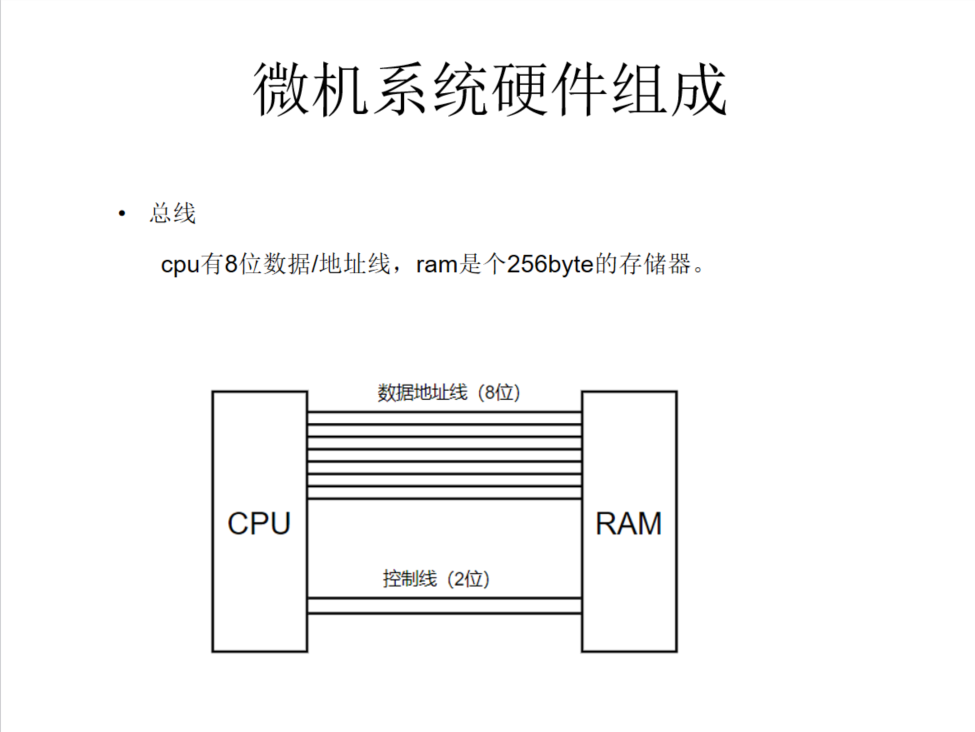 微机系统硬件组成
• 总线
cpu有8位数据/地址线，ram是个256byte的存储器。
数据地址线（8位）
CPU
RAM
控制线（2位）